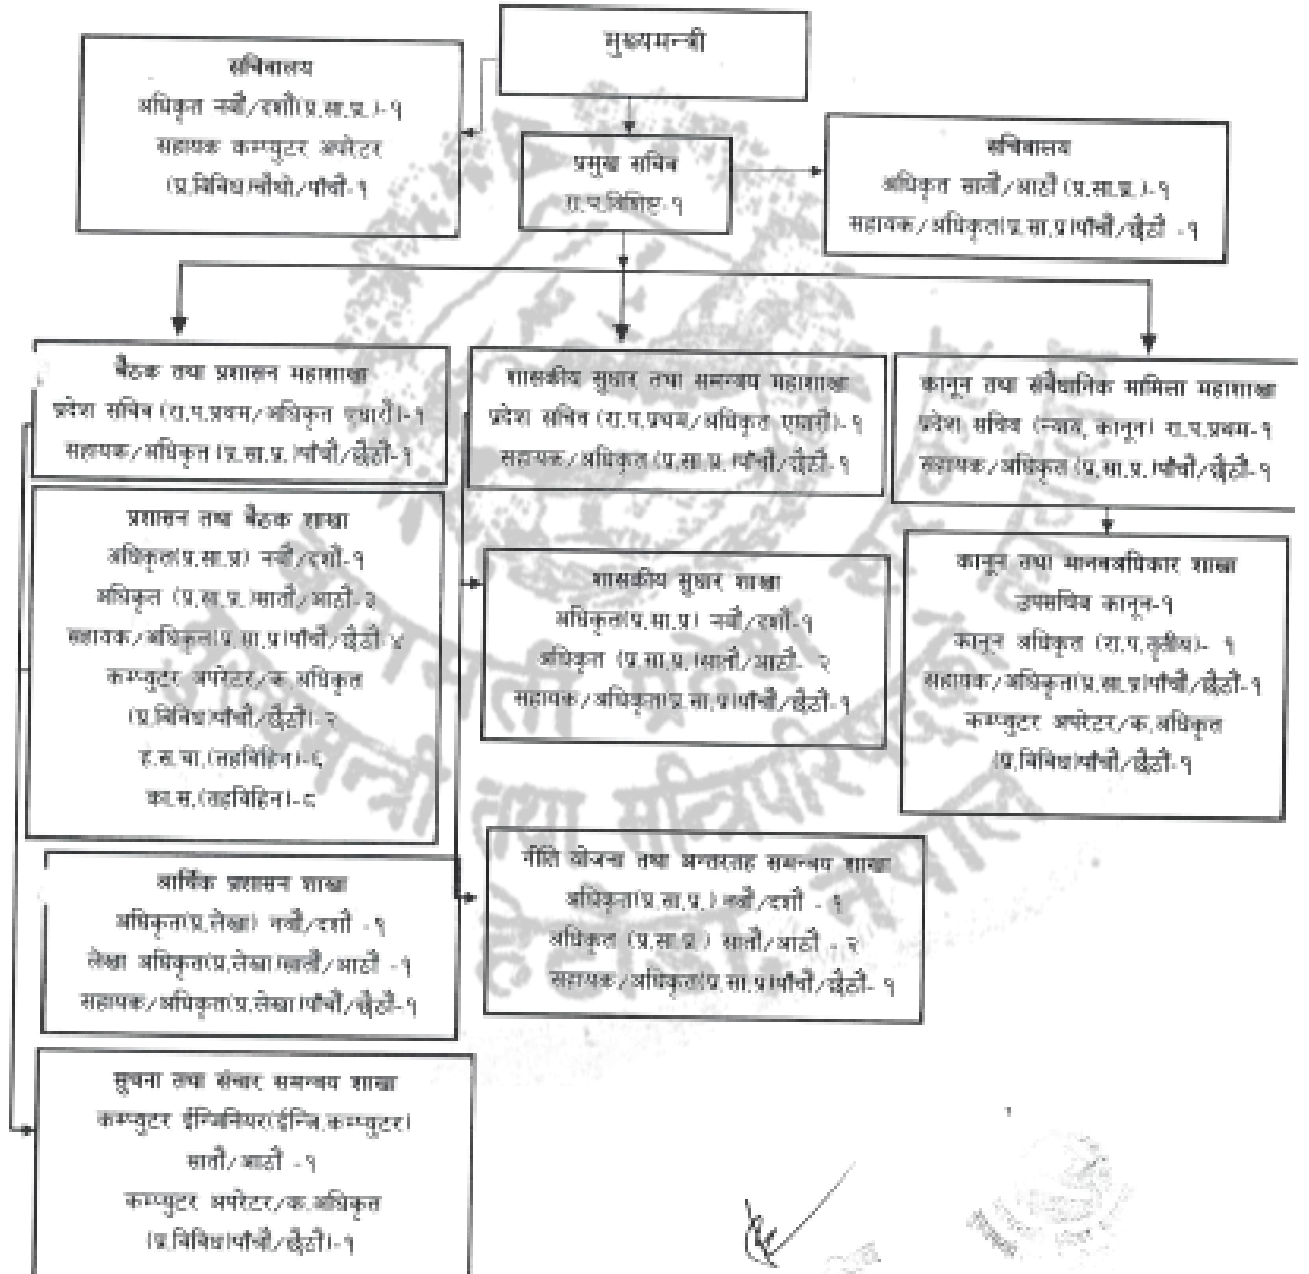 मुख्यमन्त्री
सचिवालय
अधिकृत नवौं/दशौं(प्र.सा.प्र.)-१
सहायक कम्प्युटर अपरेटर
(प्र.विविध)चौथो/पाँचौं-१
प्रमुख सचिव
रा.प.विशिष्ट-१
सचिवालय
अधिकृत सातौं/आठौं (प्र.सा.प्र.)-१
सहायक/अधिकृत(प्र.सा.प्र)पाँचौं/छैठौं -१
बैठक तथा प्रशासन महाशाखा
प्रदेश सचिव (रा.प.प्रथम/अधिकृत एघारौं)-१
सहायक/अधिकृत (प्र.सा.प्र.)पाँचौं/छैठौं-१
शासकीय सुधार तथा समन्वय महाशाखा
प्रदेश सचिव (रा.प.प्रथम/अधिकृत एघारौं)-१
सहायक/अधिकृत (प्र.सा.प्र.)पाँचौं/छैठौं-१
कानून तथा संवैधानिक मामिला महाशाखा
प्रदेश सचिव (न्याय, कानून) रा.प.प्रथम-१
सहायक/अधिकृत (प्र.सा.प्र.)पाँचौं/छैठौं-१
प्रशासन तथा बैठक शाखा
अधिकृत(प्र.सा.प्र) नवौं/दशौं-१
अधिकृत (प्र.सा.प्र.)सातौं/आठौं-३
सहायक/अधिकृत(प्र.सा.प्र)पाँचौं/छैठौं-४
कम्प्युटर अपरेटर/क.अधिकृत
(प्र.विविध)पाँचौं/छैठौं)-२
ह.स.चा.(तहविहिन)-६
का.स.(तहविहिन)-८
शासकीय सुधार शाखा
अधिकृत(प्र.सा.प्र) नवौं/दशौं-१
अधिकृत (प्र.सा.प्र.)सातौं/आठौं- २
सहायक/अधिकृत(प्र.सा.प्र)पाँचौं/छैठौं-१
कानून तथा मानवअधिकार शाखा
उपसचिव कानून-१
कानून अधिकृत (रा.प.तृतीय)- १
सहायक/अधिकृत(प्र.सा.प्र)पाँचौं/छैठौं-१
कम्प्युटर अपरेटर/क.अधिकृत
(प्र.विविध)पाँचौं/छैठौं-१
आर्थिक प्रशासन शाखा
अधिकृत(प्र.लेखा) नवौं/दशौं -१
लेखा अधिकृत(प्र.लेखा)सातौं/आठौं -१
सहायक/अधिकृत(प्र.लेखा)पाँचौं/छैठौं-१
नीति योजना तथा अन्तरतह समन्वय शाखा
अधिकृत(प्र.सा.प्र.) नवौं/दशौं - १
अधिकृत (प्र.सा.प्र.) सातौं/आठौं - २
सहायक/अधिकृत(प्र.सा.प्र)पाँचौं/छैठौं- १
सुचना तथा संचार समन्वय शाखा
कम्प्युटर ईन्जिनियर(ईन्जि.कम्प्युटर)
सातौं/आठौं -१
कम्प्युटर अपरेटर/क.अधिकृत
(प्र.विविध)पाँचौं/छैठौं)-१